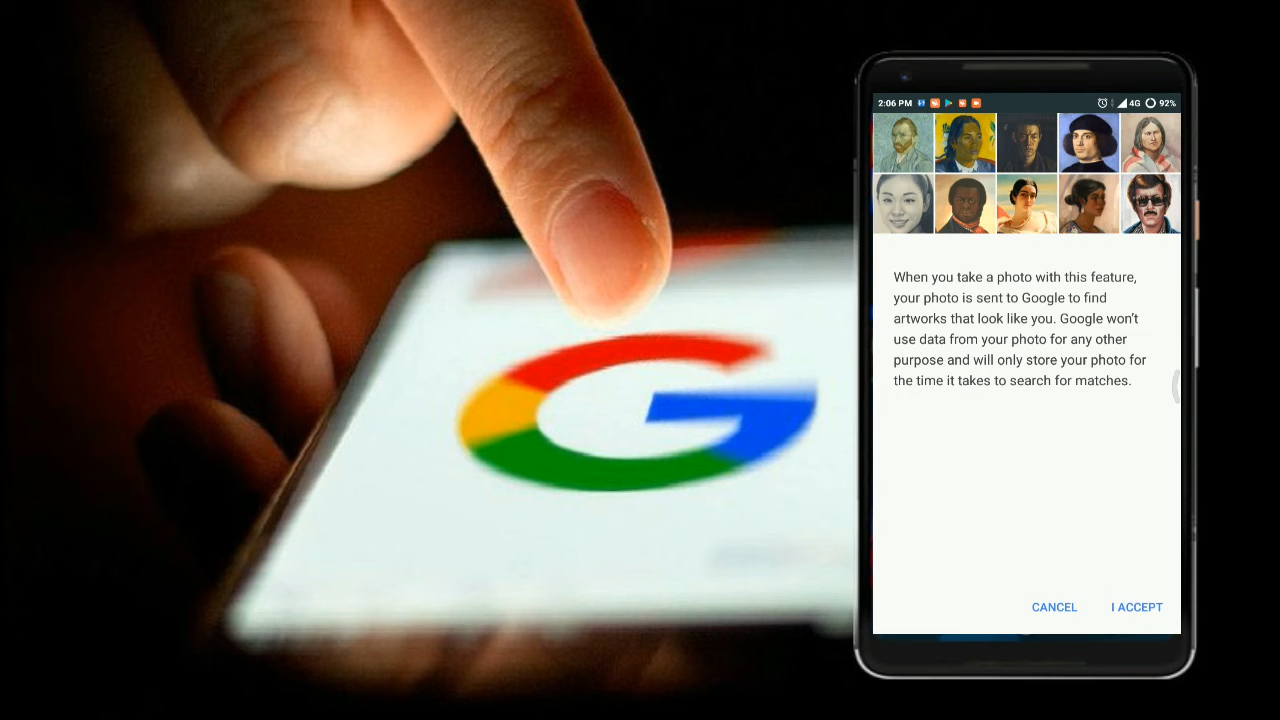 2:06 PM
4G
92%
When you take a photo with this feature,
your photo is sent to Google to find
artworks that look like you. Google won't
use data from your photo for any other
purpose and will only store your photo for
the time it takes to search for matches.
CANCEL
I ACCEPT
G